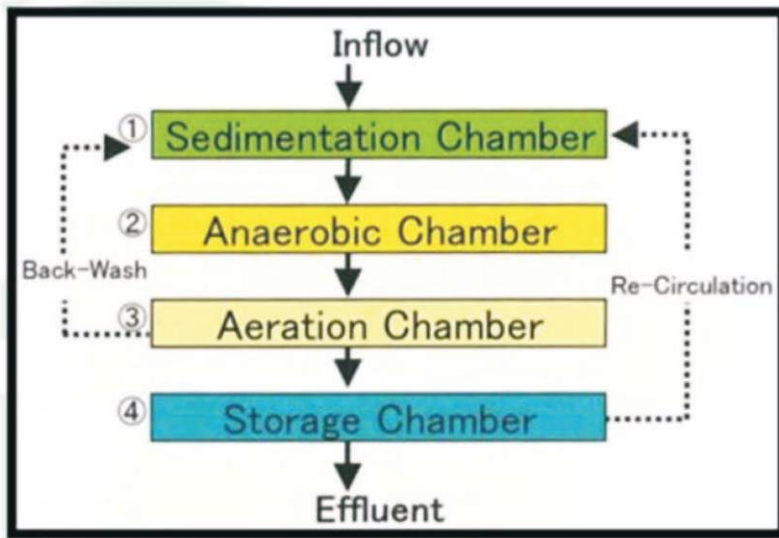 Inflow
① Sedimentation Chamber
② Anaerobic Chamber
Back-Wash
Re-Circulation
③ Aeration Chamber
④ Storage Chamber
Effluent